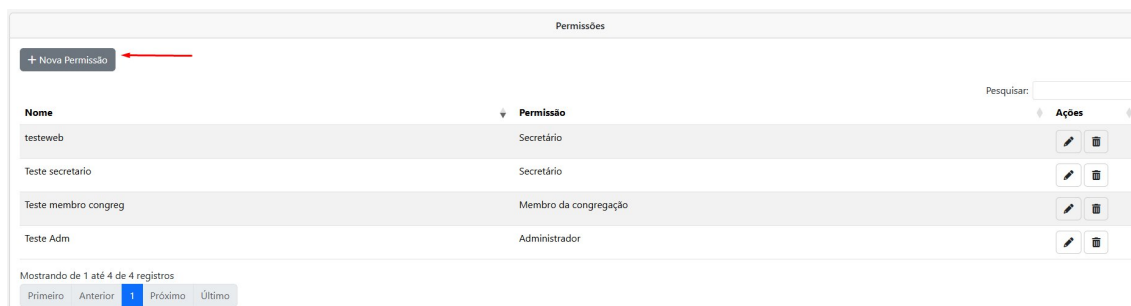 Permissões
+ Nova Permissão
Pesquisar:
Nome Permissão Ações
testeweb Secretário
Teste secretario Secretário
Teste membro congreg Membro da congregação
Teste Adm Administrador
Mostrando de 1 até 4 de 4 registros
Primeiro Anterior 1 Próximo Último